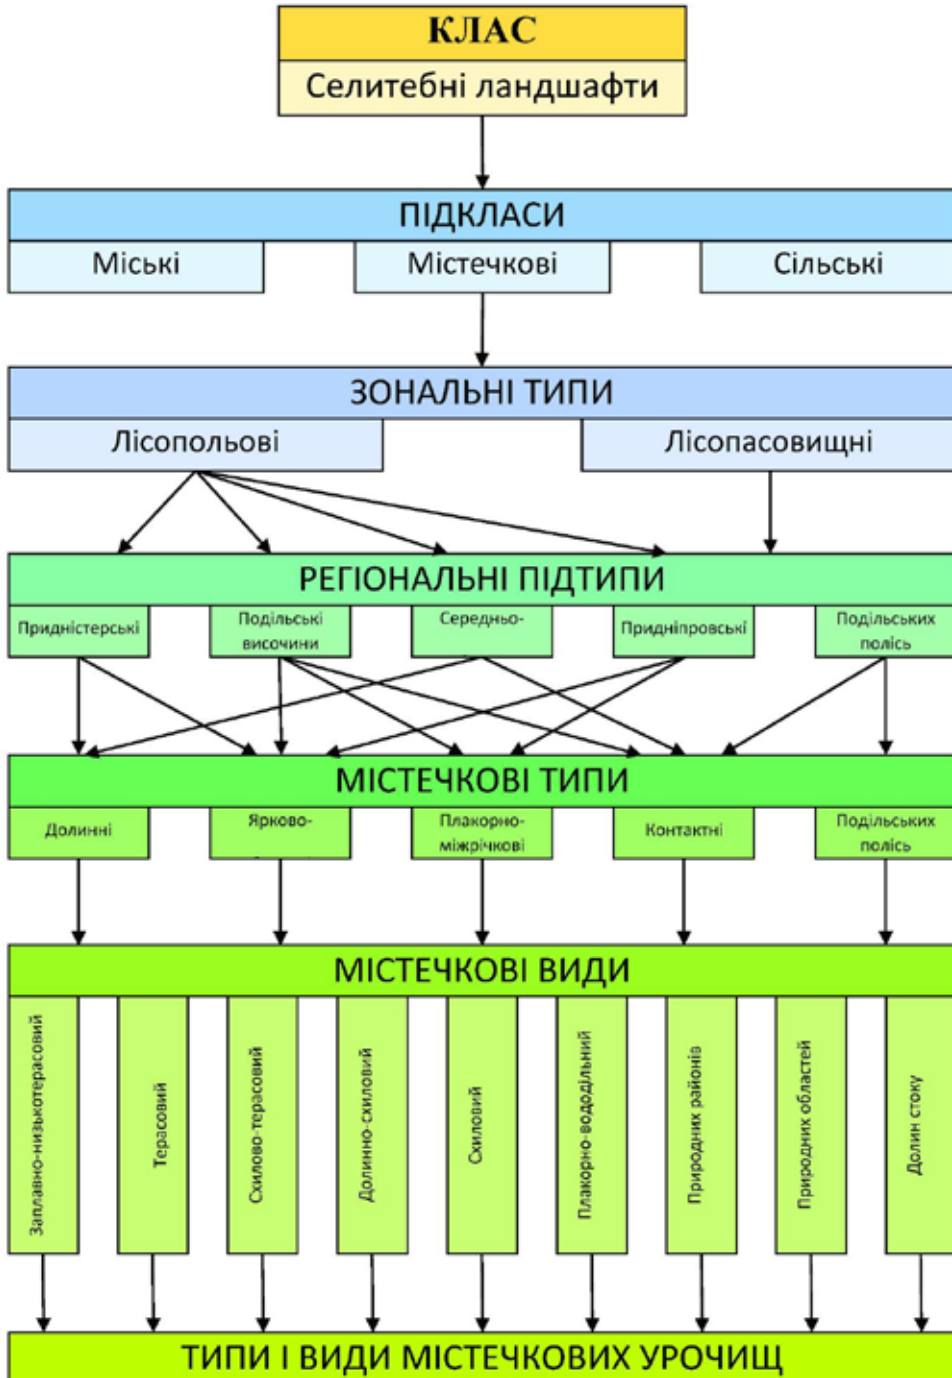 КЛАС
Селитебні ландшафти
ПІДКЛАСИ
Міські
Містечкові
Сільські
ЗОНАЛЬНІ ТИПИ
Лісопольові
Лісопасовищні
РЕГІОНАЛЬНІ ПІДТИПИ
Придністерські
Подільські
височини
Середньо-
Придніпровські
Подільських
полісь
МІСТЕЧКОВІ ТИПИ
Долинні
Ярково-
Плакорно-
міжрічкові
Контактні
Подільських
полісь
МІСТЕЧКОВІ ВИДИ
Заплавно-низькотерасовий
Терасовий
Схилово-терасовий
Долинно-схиловий
Схиловий
Плакорно-вододільний
Природних районів
Природних областей
Долин стоку
ТИПИ І ВИДИ МІСТЕЧКОВИХ УРОЧИЩ